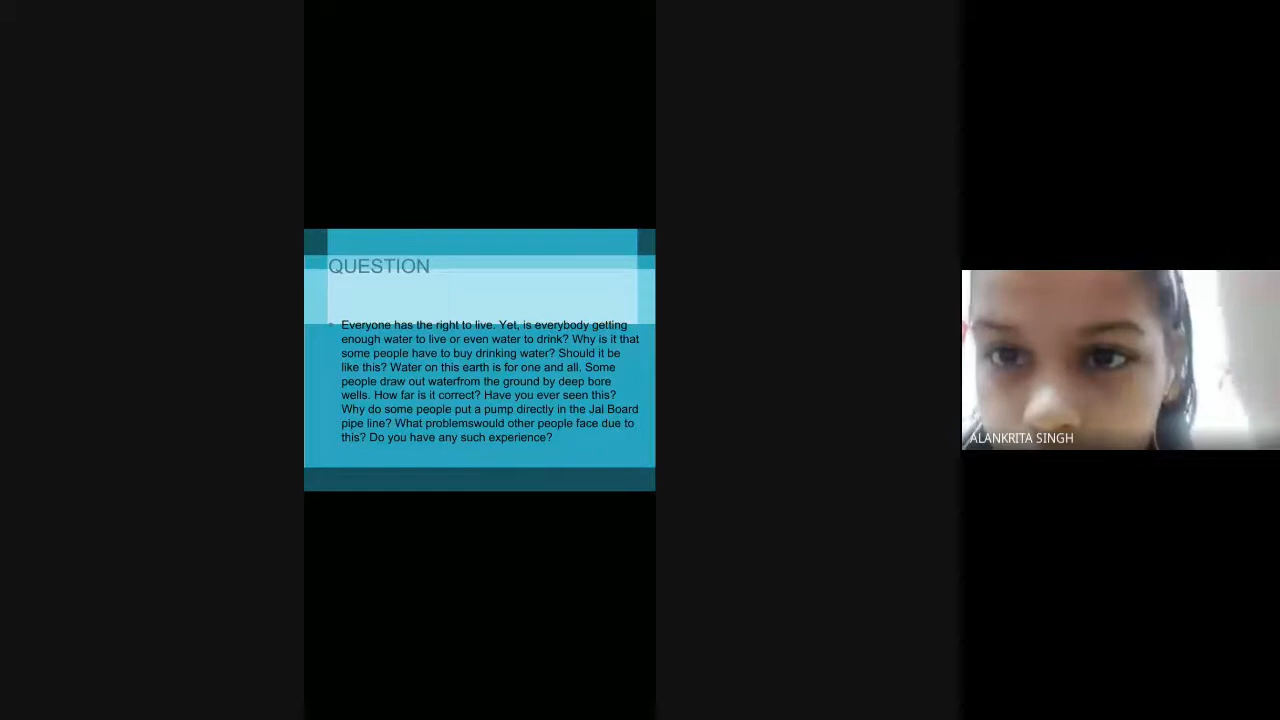 QUESTION
Everyone has the right to live. Yet, is everybody getting
enough water to live or even water to drink? Why is it that
some people have to buy drinking water? Should it be
like this? Water on this earth is for one and all. Some
people draw out waterfrom the ground by deep bore
wells. How far is it correct? Have you ever seen this?
Why do some people put a pump directly in the Jal Board
pipe line? What problemswould other people face due to
this? Do you have any such experience?
ALANKRITA SINGH